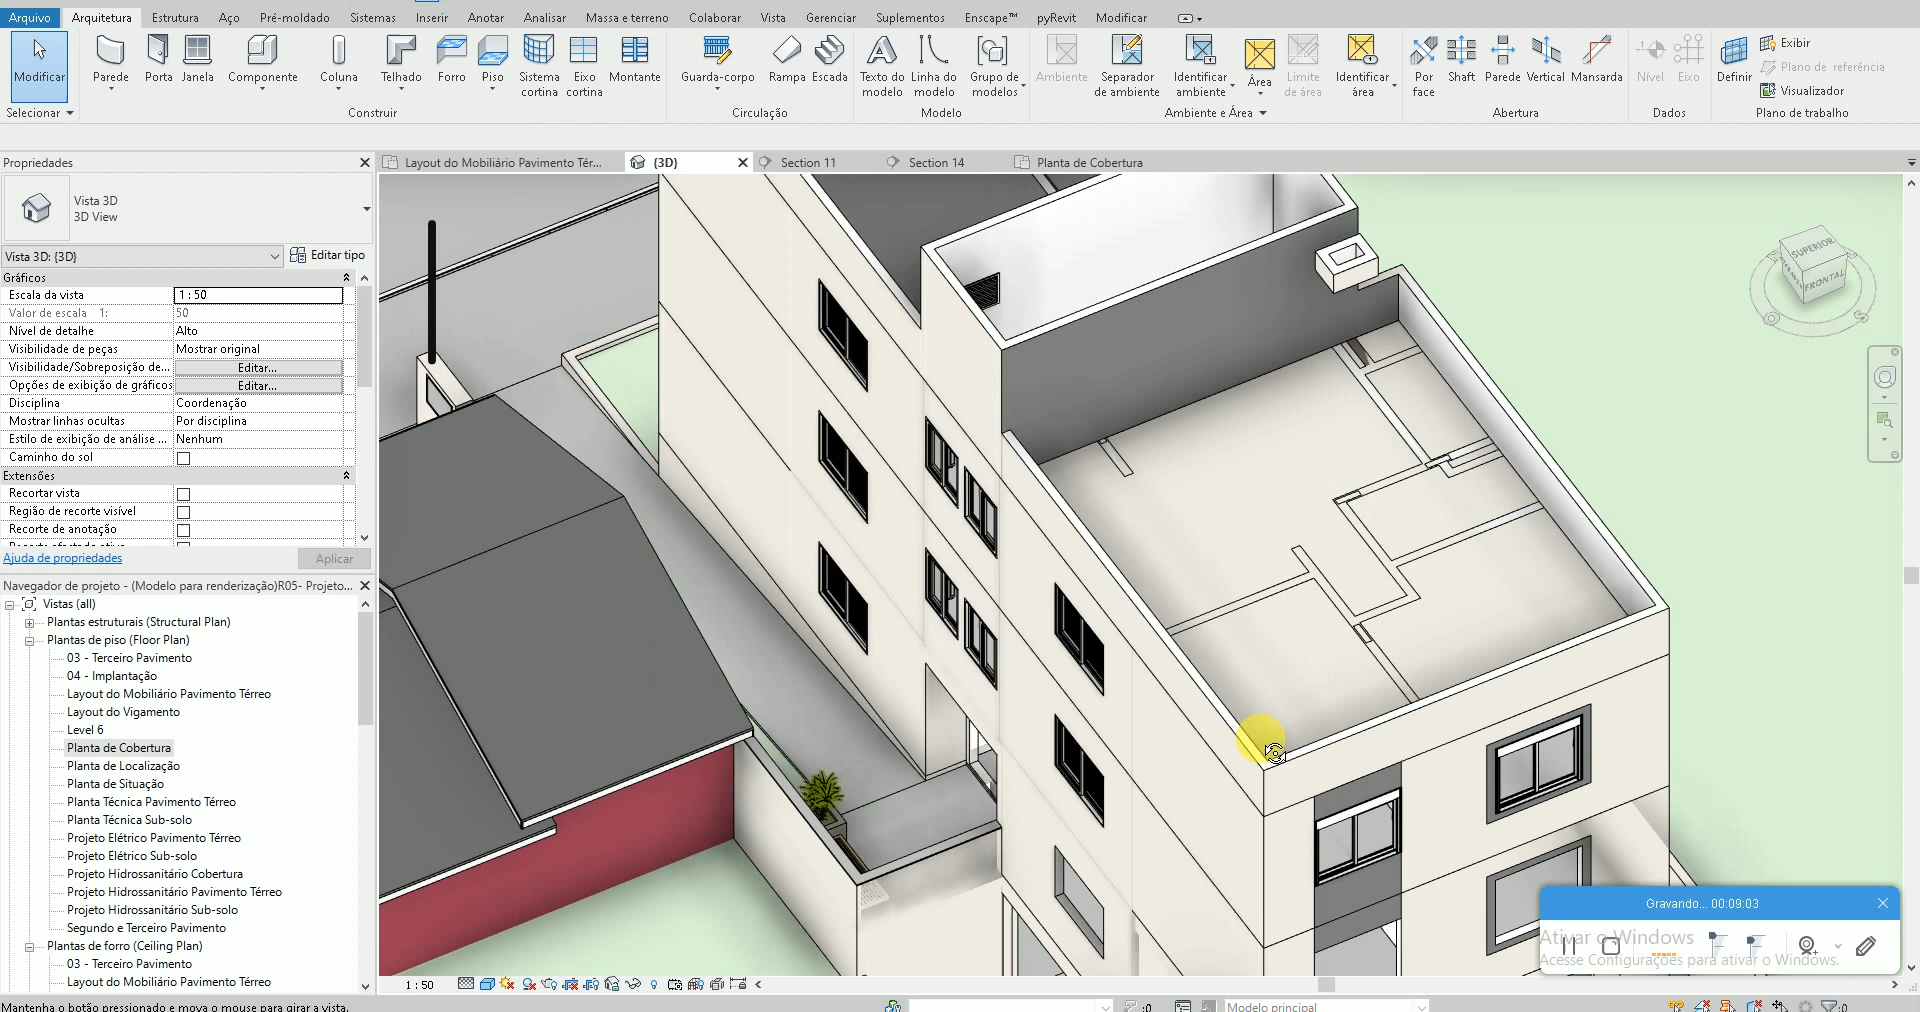 Arquivo Arquitetura Estrutura Aço Pré-moldado Sistemas Inserir Anotar Analisar Massa e terreno Colaborar Vista Gerenciar Suplementos Enscape™ pyRevit Modificar
Modificar Parede Porta Janela Componente Coluna Telhado Forro Piso Sistema cortina Eixo cortina Montante Guarda-corpo Rampa Escada Texto do modelo Linha do modelo Grupo de modelos Ambiente Separador de ambiente Identificar ambiente Área Limite de área Identificar área Por face Shaft Parede Vertical Mansarda Nível Eixo Definir
Exibir
Plano de referência
Visualizador
Selecionar Construir Circulação Modelo Ambiente e Área Abertura Dados Plano de trabalho
Propriedades
Layout do Mobiliário Pavimento Tér... {3D} Section 11 Section 14 Planta de Cobertura
Vista 3D
3D View
Vista 3D: {3D} Editar tipo
Gráficos
Escala da vista 1 : 50
Valor de escala 1: 50
Nível de detalhe Alto
Visibilidade de peças Mostrar original
Visibilidade/Sobreposição de... Editar...
Opções de exibição de gráficos Editar...
Disciplina Coordenação
Mostrar linhas ocultas Por disciplina
Estilo de exibição de análise ... Nenhum
Caminho do sol
Extensões
Recortar vista
Região de recorte visível
Recorte de anotação
Ajuda de propriedades Aplicar
Navegador de projeto - (Modelo para renderização)R05- Projeto...
Vistas (all)
Plantas estruturais (Structural Plan)
Plantas de piso (Floor Plan)
03 - Terceiro Pavimento
04 - Implantação
Layout do Mobiliário Pavimento Térreo
Layout do Vigamento
Level 6
Planta de Cobertura
Planta de Localização
Planta de Situação
Planta Técnica Pavimento Térreo
Planta Técnica Sub-solo
Projeto Elétrico Pavimento Térreo
Projeto Elétrico Sub-solo
Projeto Hidrossanitário Cobertura
Projeto Hidrossanitário Pavimento Térreo
Projeto Hidrossanitário Sub-solo
Segundo e Terceiro Pavimento
Plantas de forro (Ceiling Plan)
03 - Terceiro Pavimento
Layout do Mobiliário Pavimento Térreo
SUPERIOR
FRONTAL
Gravando... 00:09:03
Ativar o Windows
Acesse Configurações para ativar o Windows.
1 : 50
Mantenha o botão pressionado e mova o mouse para girar a vista. :0 Modelo principal :0